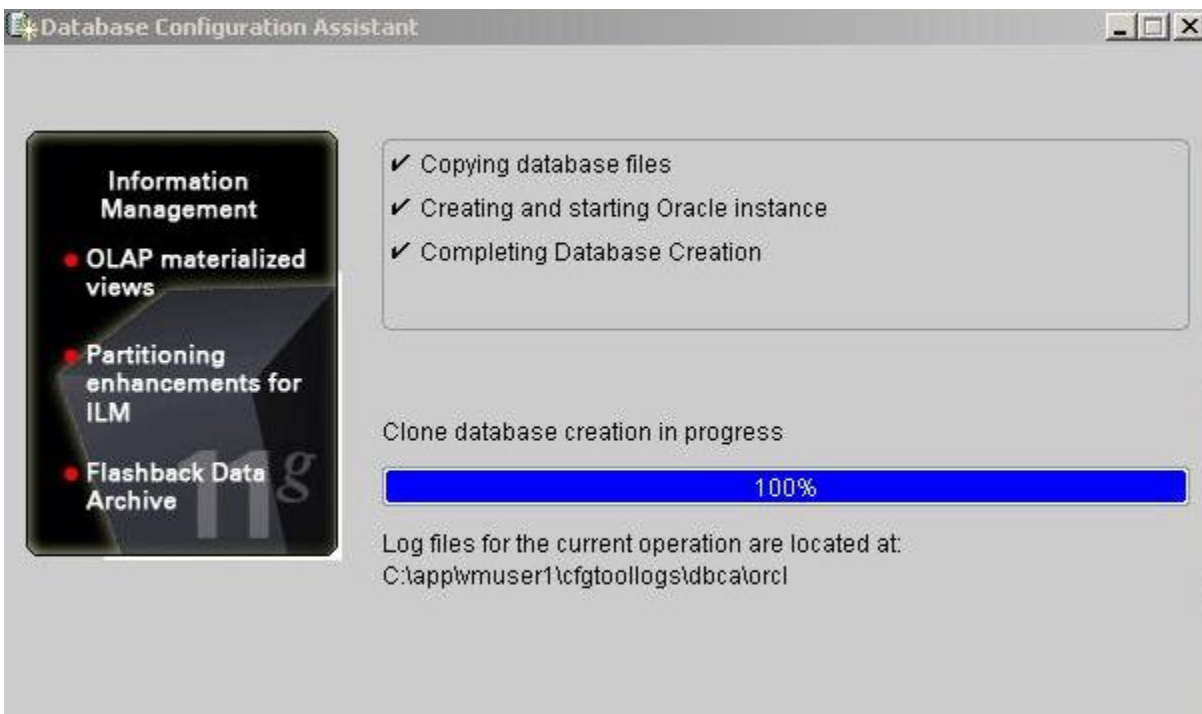 Database Configuration Assistant
Information
Management
OLAP materialized
views
Partitioning
enhancements for
ILM
Flashback Data
Archive
11g
✔ Copying database files
✔ Creating and starting Oracle instance
✔ Completing Database Creation
Clone database creation in progress
100%
Log files for the current operation are located at:
C:\app\vmuser1\cfgtoollogs\dbca\orcl